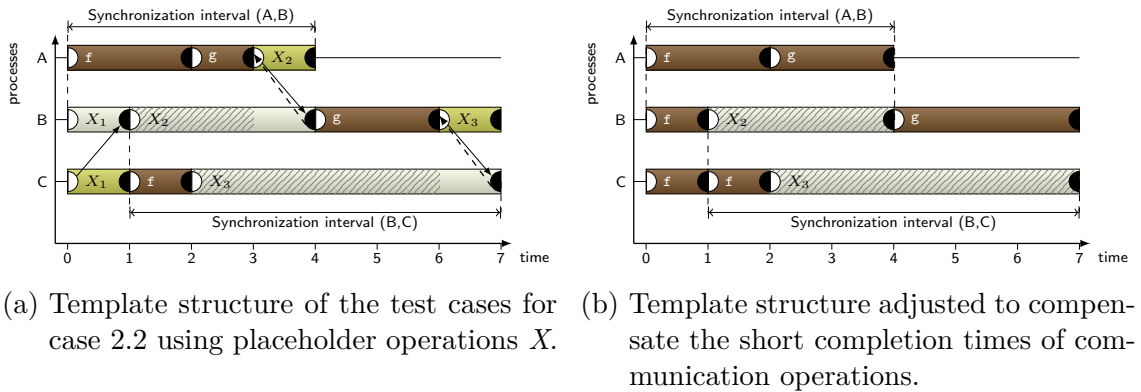 Synchronization interval (A,B)
processes
A
f
g
X2
B
X1
X2
g
X3
C
X1
f
X3
Synchronization interval (B,C)
0 1 2 3 4 5 6 7 time
(a) Template structure of the test cases for
case 2.2 using placeholder operations X.
Synchronization interval (A,B)
processes
A
f
g
B
f
X2
g
C
f
f
X3
Synchronization interval (B,C)
0 1 2 3 4 5 6 7 time
(b) Template structure adjusted to compen-
sate the short completion times of com-
munication operations.